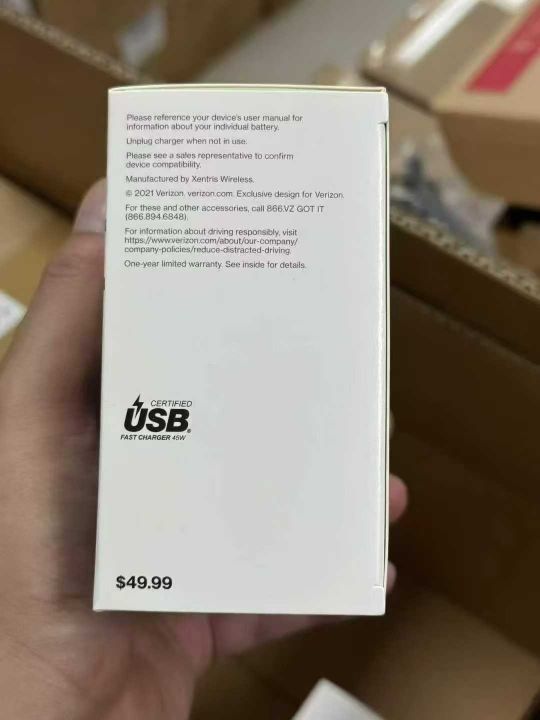 Please reference your device's user manual for
information about your individual battery.
Unplug charger when not in use.
Please see a sales representative to confirm
device compatibility.
Manufactured by Xentris Wireless.
© 2021 Verizon. verizon.com. Exclusive design for Verizon.
For these and other accessories, call 866.VZ GOT IT
(866.894.6848).
For information about driving responsibly, visit
https://www.verizon.com/about/our-company/
company-policies/reduce-distracted-driving.
One-year limited warranty. See inside for details.
CERTIFIED
USB®
FAST CHARGER 45W
$49.99